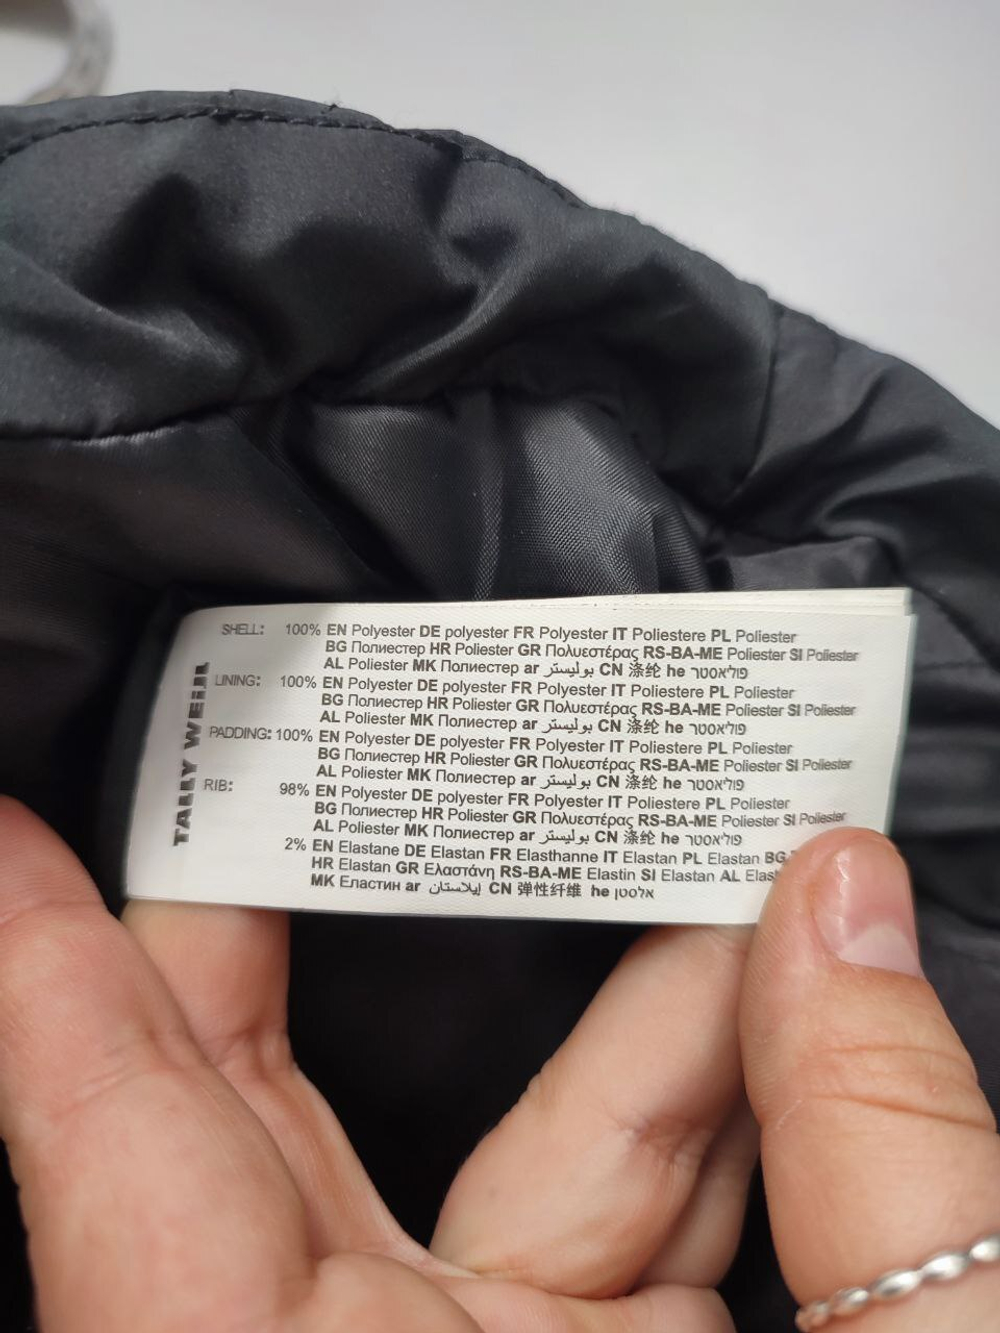 TALLY WEiJL
SHELL: 100% EN Polyester DE polyester FR Polyester IT Poliestere PL Poliester
BG Полиестер HR Poliester GR Πολυεστέρας RS-BA-ME Poliester SI Poliester
AL Poliester MK Полиестер ar بوليستر CN 涤纶 he פוליאסטר
LINING: 100% EN Polyester DE polyester FR Polyester IT Poliestere PL Poliester
BG Полиестер HR Poliester GR Πολυεστέρας RS-BA-ME Poliester SI Poliester
AL Poliester MK Полиестер ar بوليستر CN 涤纶 he פוליאסטר
PADDING: 100% EN Polyester DE polyester FR Polyester IT Poliestere PL Poliester
BG Полиестер HR Poliester GR Πολυεστέρας RS-BA-ME Poliester SI Poliester
AL Poliester MK Полиестер ar بوليستر CN 涤纶 he פוליאסטר
RIB: 98% EN Polyester DE polyester FR Polyester IT Poliestere PL Poliester
BG Полиестер HR Poliester GR Πολυεστέρας RS-BA-ME Poliester SI Poliester
AL Poliester MK Полиестер ar بوليستر CN 涤纶 he פוליאסטר
2% EN Elastane DE Elastan FR Elasthanne IT Elastan PL Elastan BG
HR Elastan GR Ελαστάνη RS-BA-ME Elastin SI Elastan AL
MK Еластин ar إيلاستان CN 弹性纤维 he אלסטן